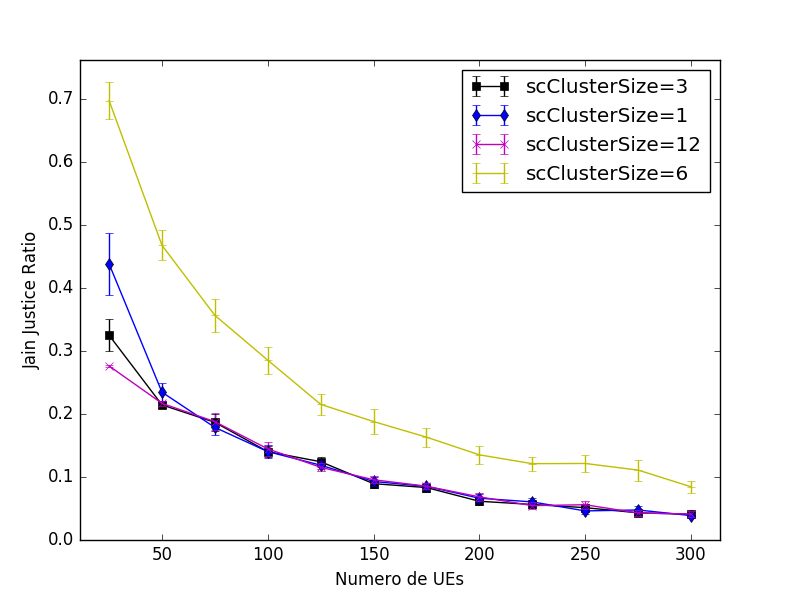 scClusterSize=3
scClusterSize=1
scClusterSize=12
scClusterSize=6
Jain Justice Ratio
0.7
0.6
0.5
0.4
0.3
0.2
0.1
0.0
50 100 150 200 250 300
Numero de UEs